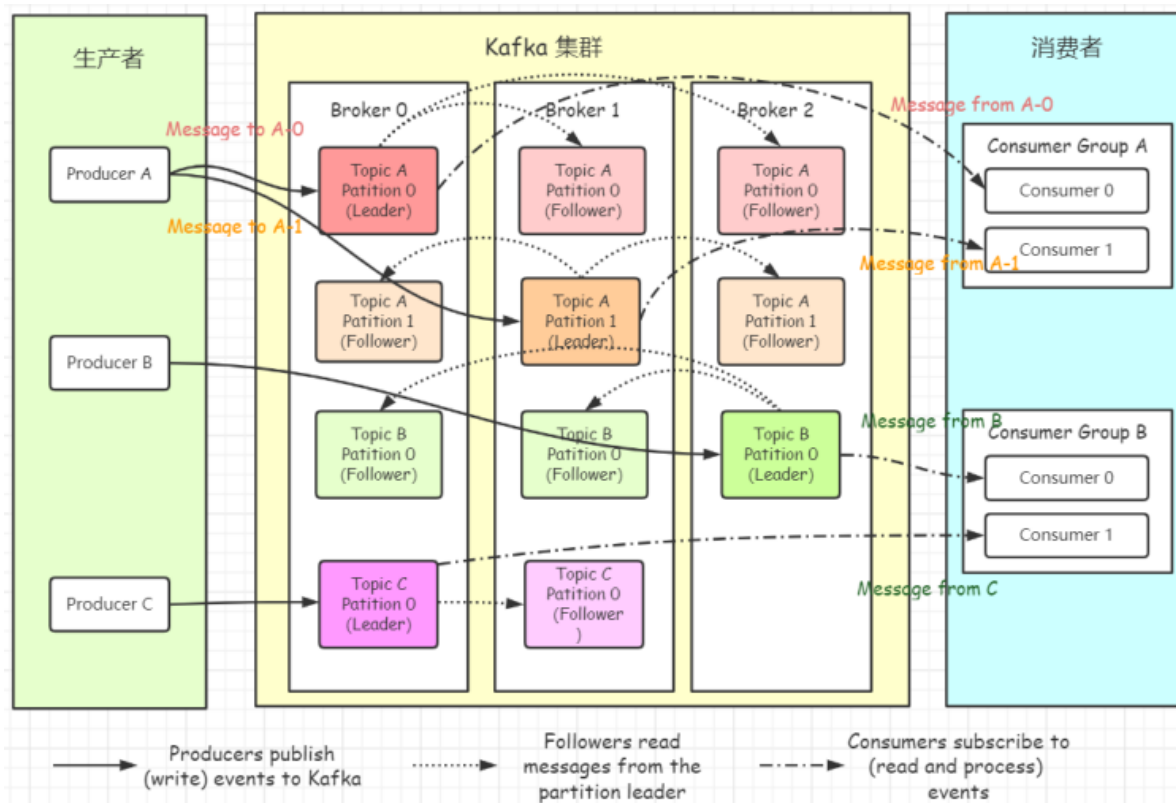 生产者
Kafka 集群
消费者
Broker 0
Broker 1
Broker 2
Message from A-0
Message to A-0
Consumer Group A
Producer A
Topic A
Patition 0
(Leader)
Topic A
Patition 0
(Follower)
Topic A
Patition 0
(Follower)
Consumer 0
Message to A-1
Consumer 1
Message from A-1
Topic A
Patition 1
(Follower)
Topic A
Patition 1
(Leader)
Topic A
Patition 1
(Follower)
Producer B
Message from B
Consumer Group B
Topic B
Patition 0
(Follower)
Topic B
Patition 0
(Follower)
Topic B
Patition 0
(Leader)
Consumer 0
Consumer 1
Message from C
Producer C
Topic C
Patition 0
(Leader)
Topic C
Patition 0
(Follower
)
Producers publish
(write) events to Kafka
Followers read
messages from the
partition leader
Consumers subscribe to
(read and process)
events